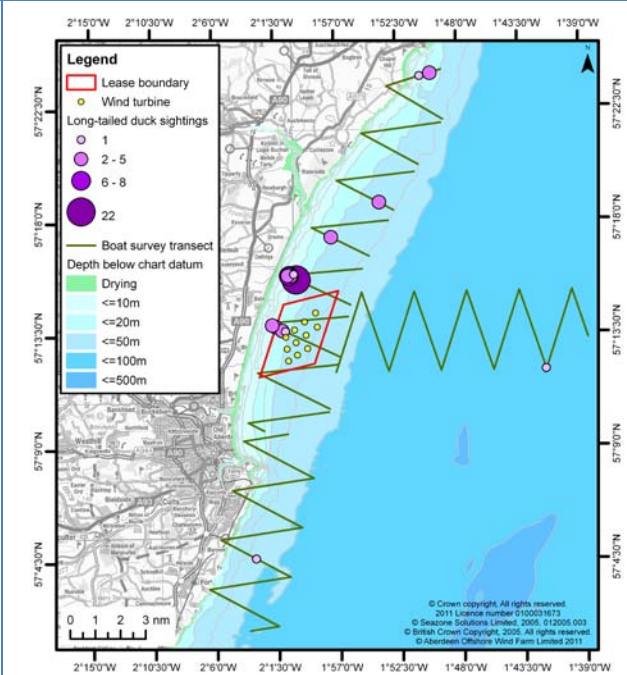 2°15'0"W 2°10'30"W 2°6'0"W 2°1'30"W 1°57'0"W 1°52'30"W 1°48'0"W 1°43'30"W 1°39'0"W
Legend
Lease boundary
Wind turbine
Long-tailed duck sightings
1
2 - 5
6 - 8
22
Boat survey transect
Depth below chart datum
Drying
<=10m
<=20m
<=50m
<=100m
<=500m
N
57°22'30"N
57°22'30"N
57°18'0"N
57°18'0"N
57°13'30"N
57°13'30"N
57°9'0"N
57°9'0"N
57°4'30"N
57°4'30"N
A90
Westhill
0 1 2 3 nm
© Crown copyright, All rights reserved.
2011 Licence number 0100031673
© Seazone Solutions Limited, 2005, 012005.003
© British Crown Copyright, 2005. All rights reserved.
© Aberdeen Offshore Wind Farm Limited 2011
2°15'0"W 2°10'30"W 2°6'0"W 2°1'30"W 1°57'0"W 1°52'30"W 1°48'0"W 1°43'30"W 1°39'0"W